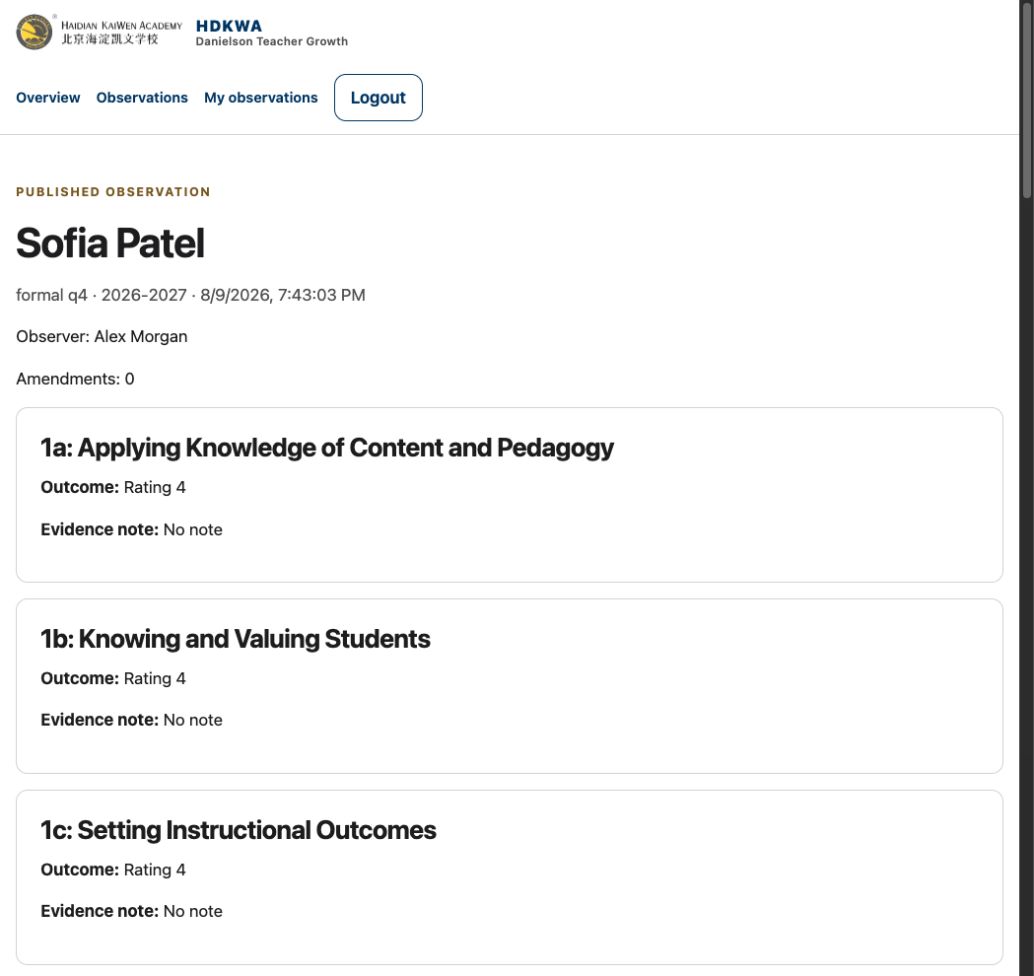 HAIDIAN KAIWEN ACADEMY
北京海淀凯文学校
HDKWA
Danielson Teacher Growth
Overview Observations My observations Logout
PUBLISHED OBSERVATION
Sofia Patel
formal q4 · 2026-2027 · 8/9/2026, 7:43:03 PM
Observer: Alex Morgan
Amendments: 0
1a: Applying Knowledge of Content and Pedagogy
Outcome: Rating 4
Evidence note: No note
1b: Knowing and Valuing Students
Outcome: Rating 4
Evidence note: No note
1c: Setting Instructional Outcomes
Outcome: Rating 4
Evidence note: No note